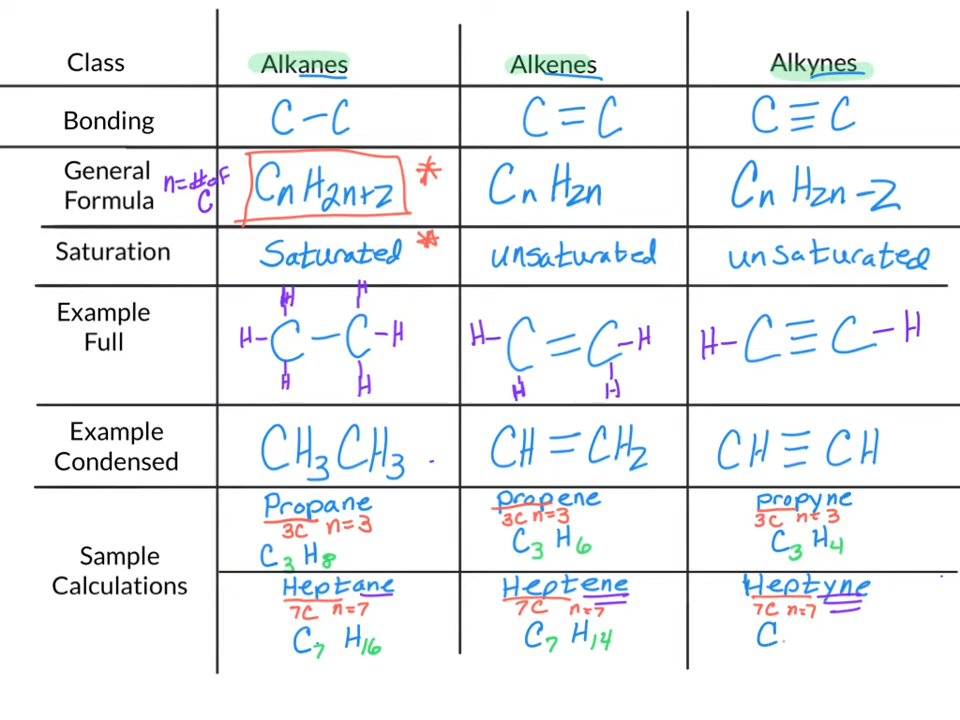 Class Alkanes Alkenes Alkynes
Bonding C–C C=C C≡C
General Formula n=# of C CnH2n+2 * CnH2n CnH2n-2
Saturation Saturated * unsaturated unsaturated
Example Full
H H
H–C–C–H H–C=C–H H–C≡C–H
H H H H
Example Condensed CH3CH3 CH=CH2 CH≡CH
Sample Calculations
Propane propene propyne
3C n=3 3C n=3 3C n=3
C3H8 C3H6 C3H4
Heptane Heptene Heptyne
7C n=7 7C n=7 7C n=7
C7H16 C7H14 C